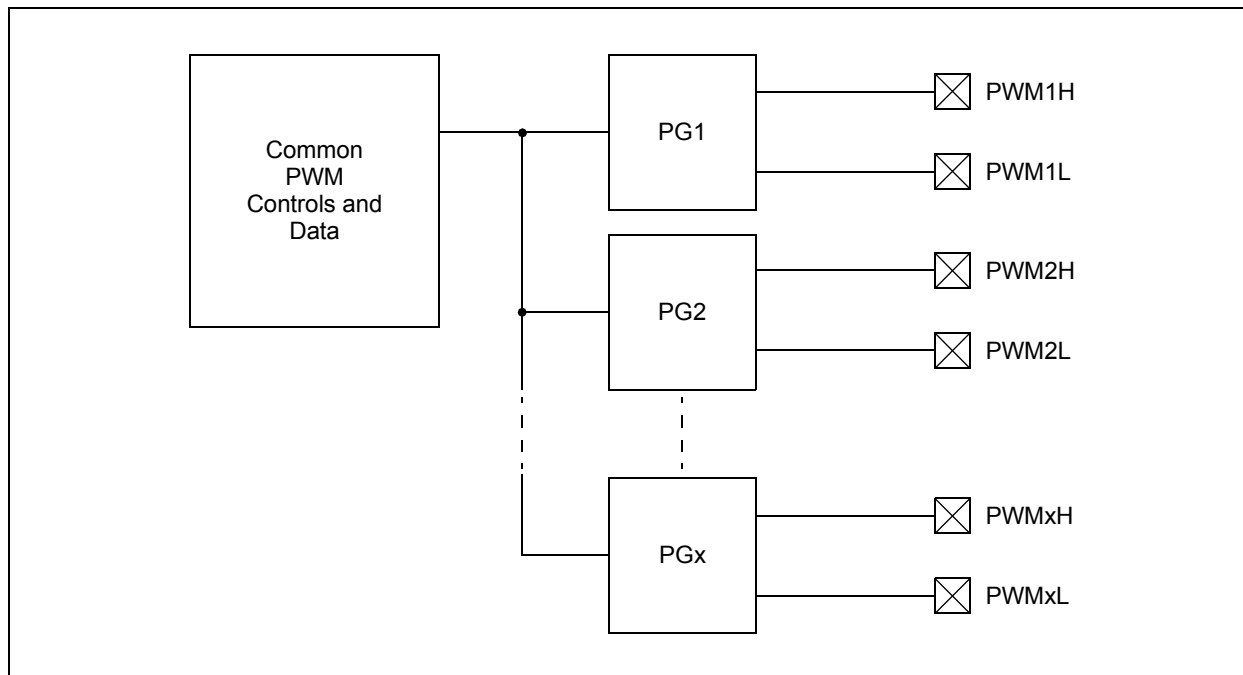 Common
PWM
Controls and
Data
PG1
PWM1H
PWM1L
PG2
PWM2H
PWM2L
PGx
PWMxH
PWMxL